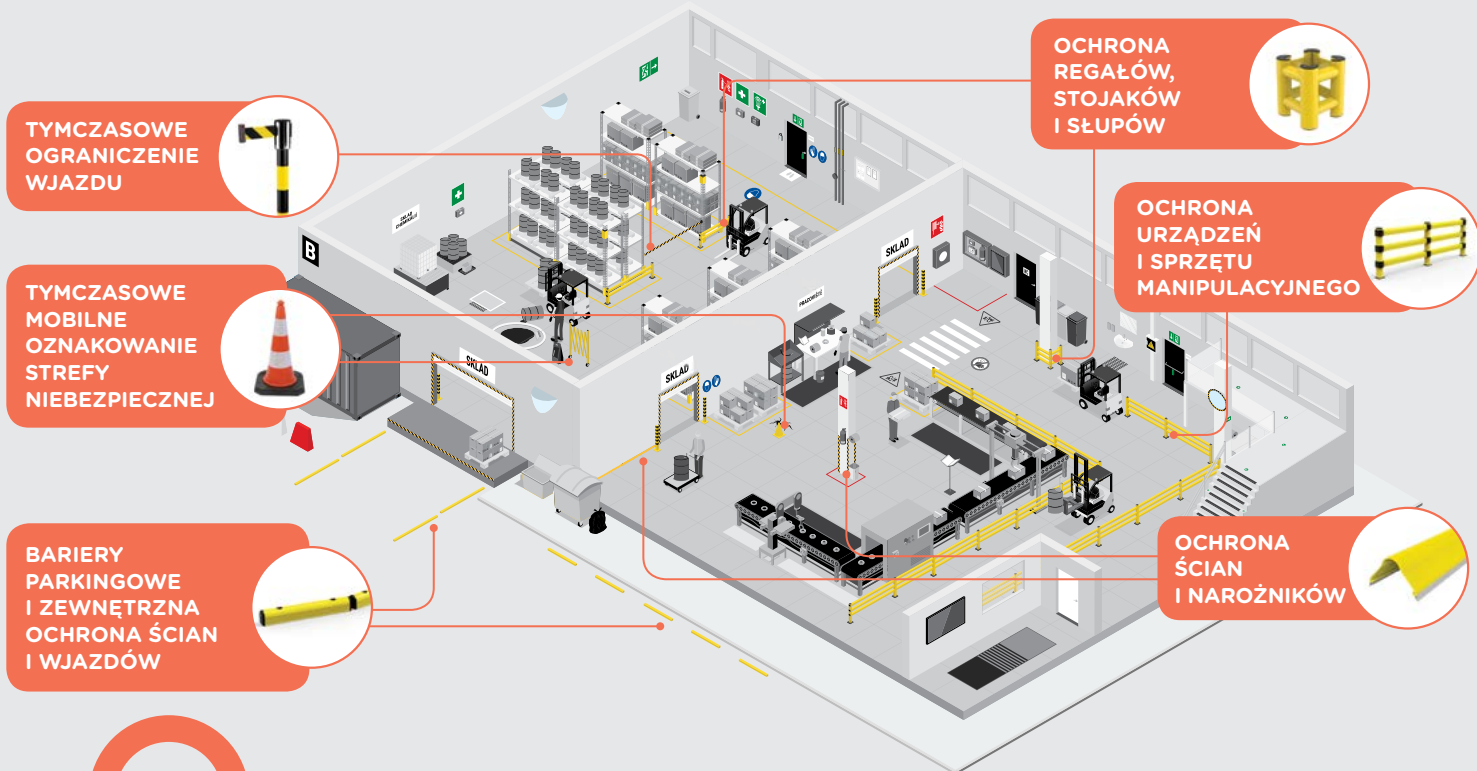 TYMCZASOWE
OGRANICZENIE
WJAZDU
TYMCZASOWE
MOBILNE
OZNAKOWANIE
STREFY
NIEBEZPIECZNEJ
BARIERY
PARKINGOWE
I ZEWNĘTRZNA
OCHRONA ŚCIAN
I WJAZDÓW
OCHRONA
REGAŁÓW,
STOJAKÓW
I SŁUPÓW
OCHRONA
URZĄDZEŃ
I SPRZĘTU
MANIPULACYJNEGO
OCHRONA
ŚCIAN
I NAROŻNIKÓW
B
SKLAD
SKLAD
SKLAD
SKLAD